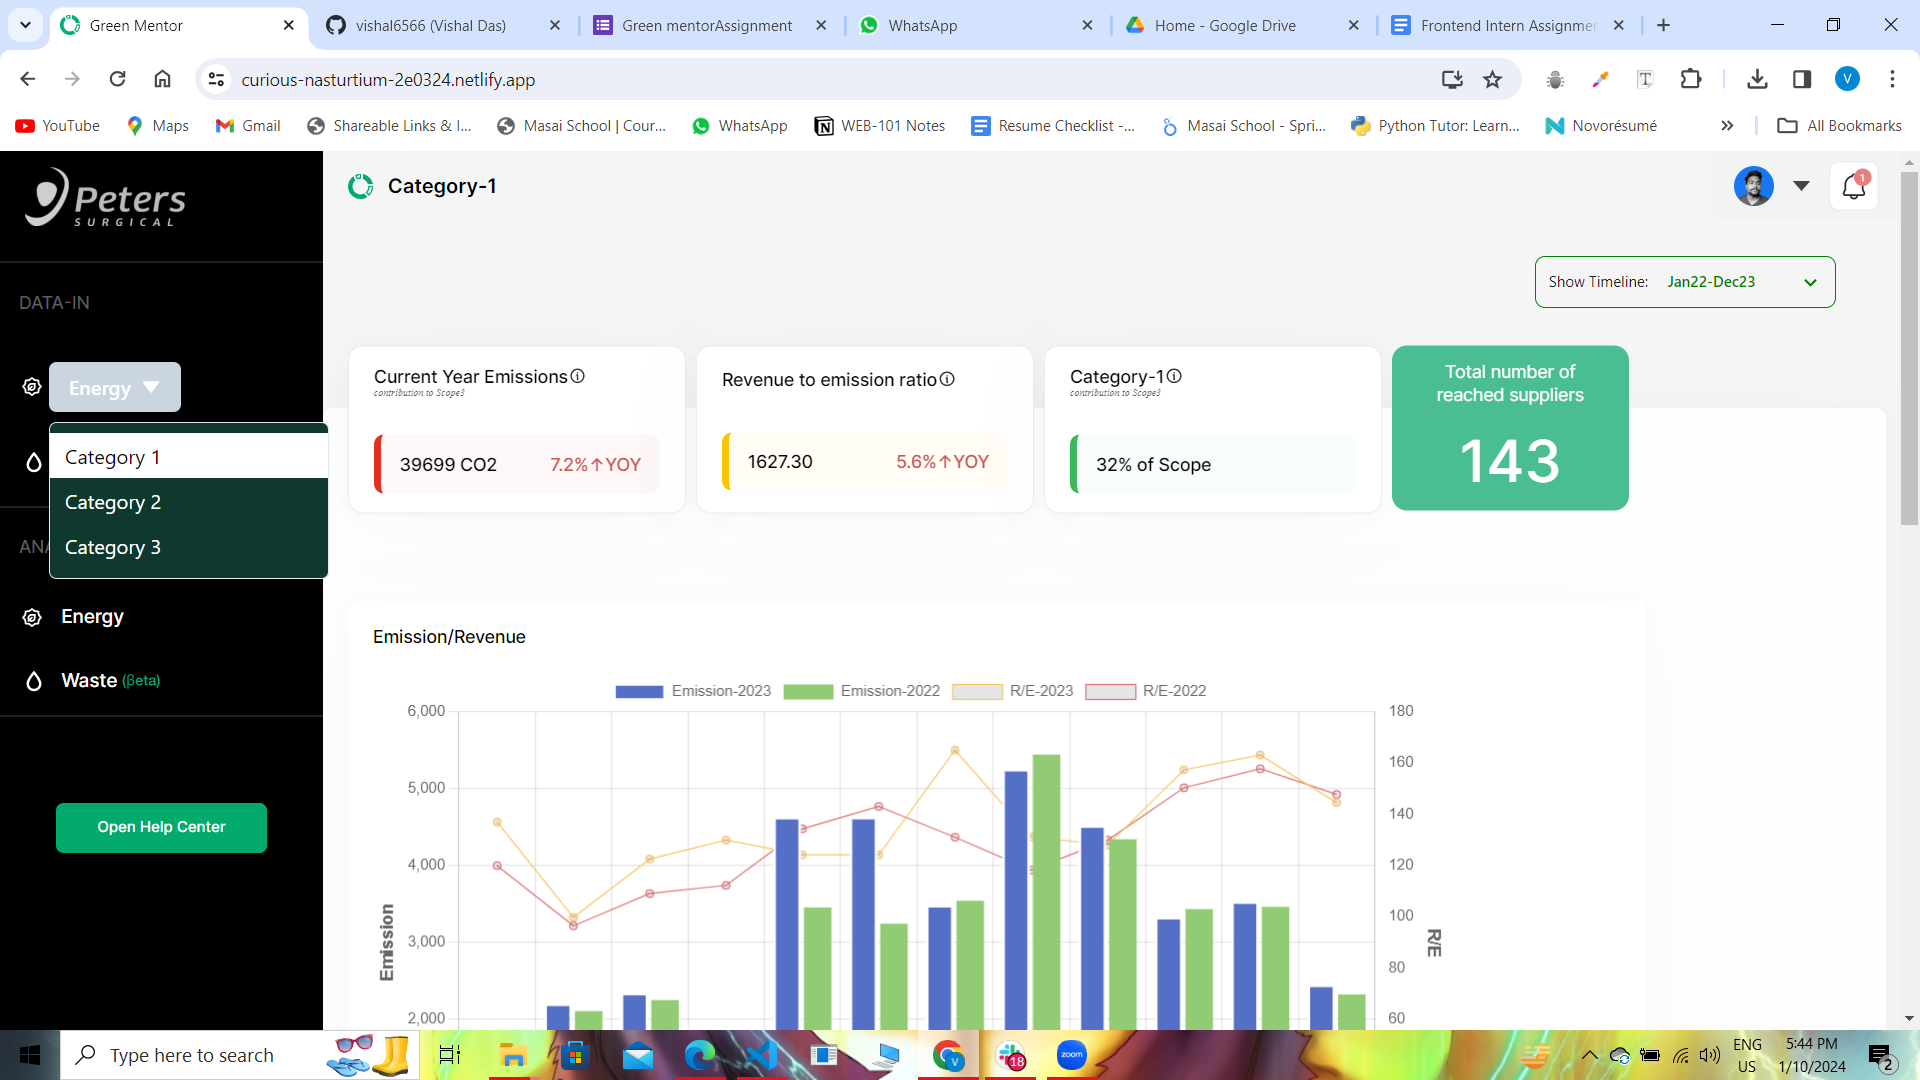 Green Mentor
vishal6566 (Vishal Das)
Green mentorAssignment
WhatsApp
Home - Google Drive
Frontend Intern Assignmer
curious-nasturtium-2e0324.netlify.app
V
YouTube
Maps
Gmail
Shareable Links & I...
Masai School | Cour...
WhatsApp
WEB-101 Notes
Resume Checklist -...
Masai School - Spri...
Python Tutor: Learn...
Novorésumé
All Bookmarks
Peters
SURGICAL
Category-1
1
DATA-IN
Show Timeline: Jan22-Dec23
Energy
Category 1
Category 2
Category 3
ANA
Energy
Waste (βeta)
Open Help Center
Current Year Emissions
contribution to Scope3
39699 CO2 7.2%↑YOY
Revenue to emission ratio
1627.30 5.6%↑YOY
Category-1
contribution to Scope3
32% of Scope
Total number of
reached suppliers
143
Emission/Revenue
Emission-2023 Emission-2022 R/E-2023 R/E-2022
6,000
5,000
4,000
3,000
2,000
Emission
180
160
140
120
100
80
60
R/E
Type here to search
V
18
zoom
ENG
US
5:44 PM
1/10/2024
2